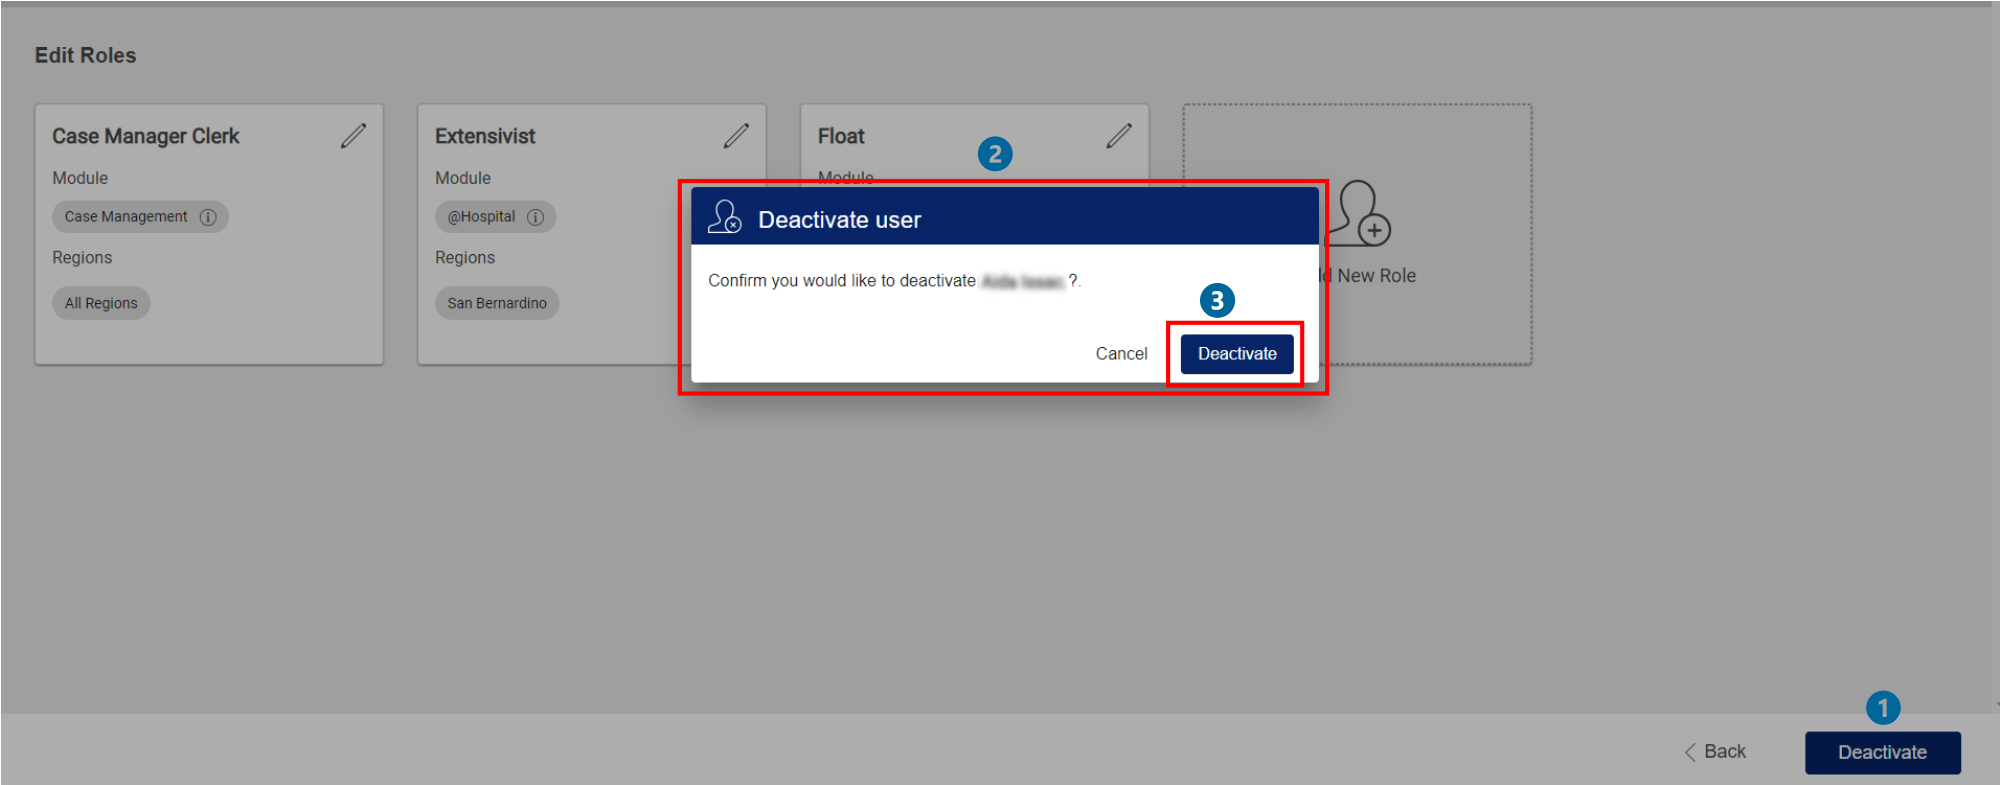 Edit Roles
Case Manager Clerk
Module
Case Management
Regions
All Regions
Extensivist
Module
@Hospital
Regions
San Bernardino
Float
Module
2
Deactivate user
Confirm you would like to deactivate ?.
3
Cancel
Deactivate
New Role
1
Back
Deactivate